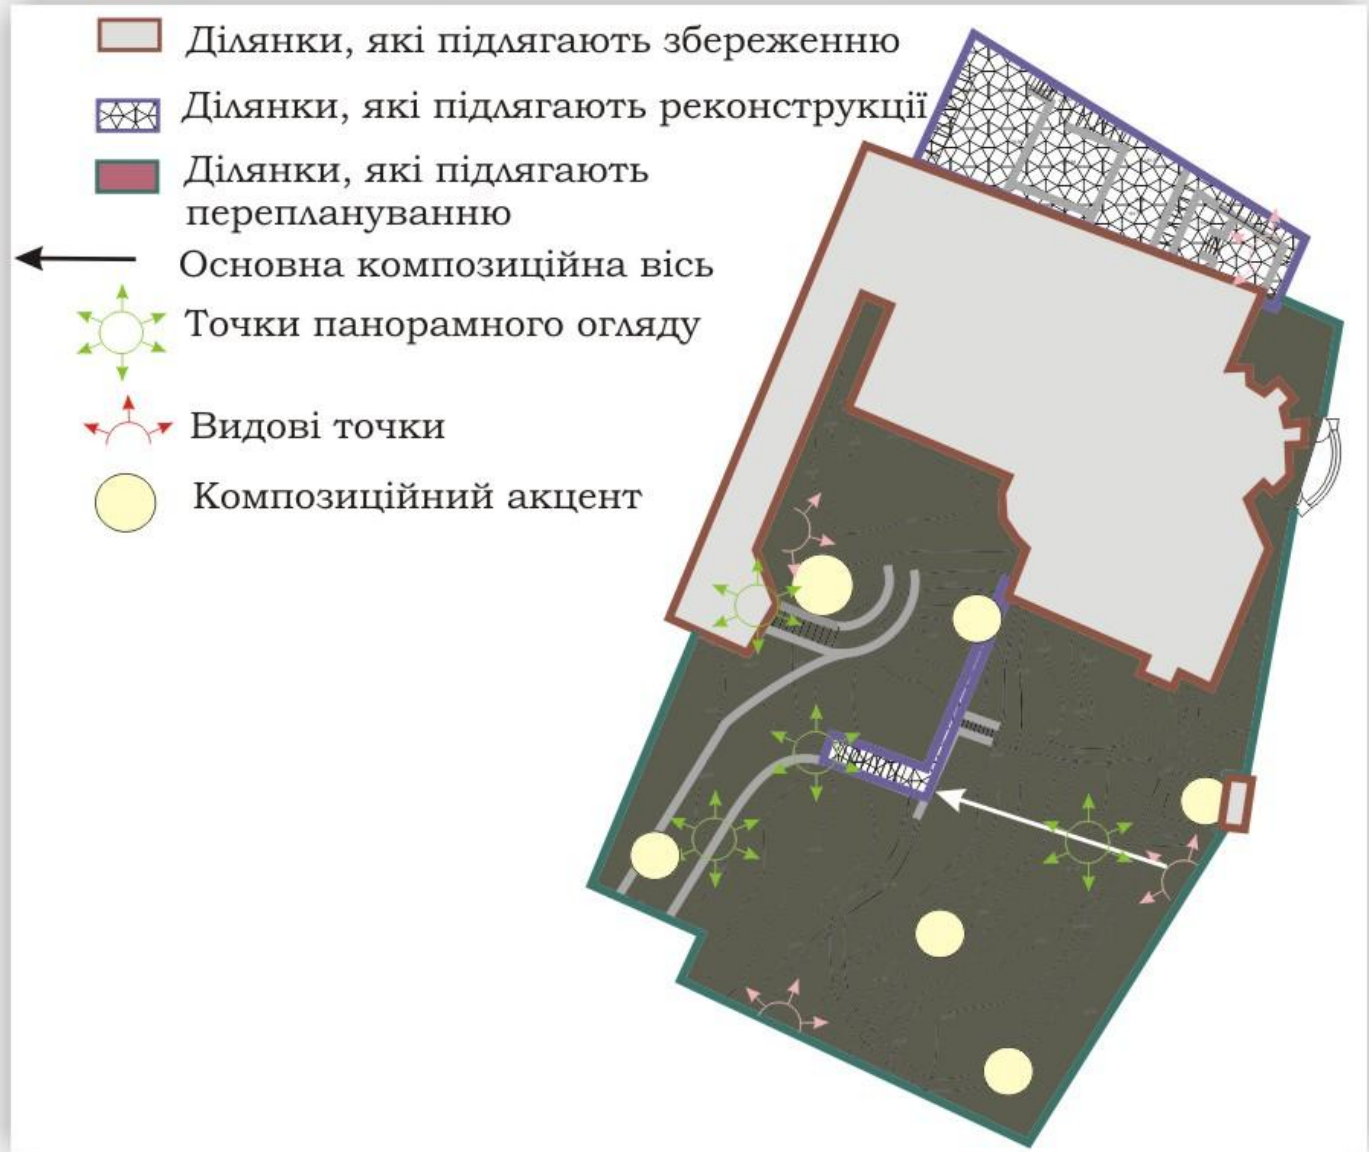 Ділянки, які підлягають збереженню
Ділянки, які підлягають реконструкції
Ділянки, які підлягають
переплануванню
Основна композиційна вісь
Точки панорамного огляду
Видові точки
Композиційний акцент